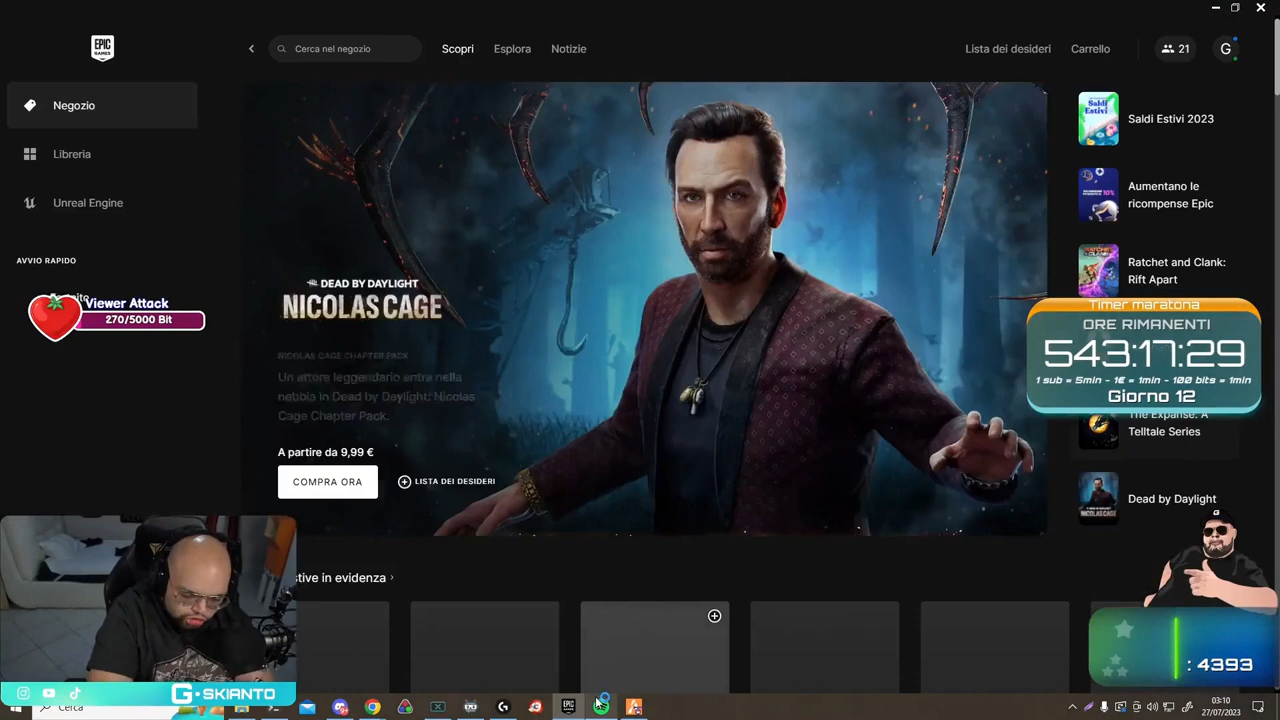 EPIC
GAMES
Cerca nel negozio
Scopri
Esplora
Notizie
Lista dei desideri
Carrello
21
G
Negozio
Libreria
Unreal Engine
AVVIO RAPIDO
Viewer Attack
270/5000 Bit
DEAD BY DAYLIGHT
NICOLAS CAGE
NICOLAS CAGE CHAPTER PACK
Un attore leggendario entra nella
nebbia in Dead by Daylight: Nicolas
Cage Chapter Pack.
A partire da 9,99 €
COMPRA ORA
LISTA DEI DESIDERI
Saldi
Estivi
Saldi Estivi 2023
Aumentano le
ricompense Epic
Ratchet and Clank:
Rift Apart
Timer maratona
ORE RIMANENTI
543:17:29
1 sub = 5min - 1€ = 1min - 100 bits = 1min
Giorno 12
The Expanse: A
Telltale Series
Dead by Daylight
stive in evidenza
: 4393
G-SKIANTO
Cerca
03:10
27/07/2023